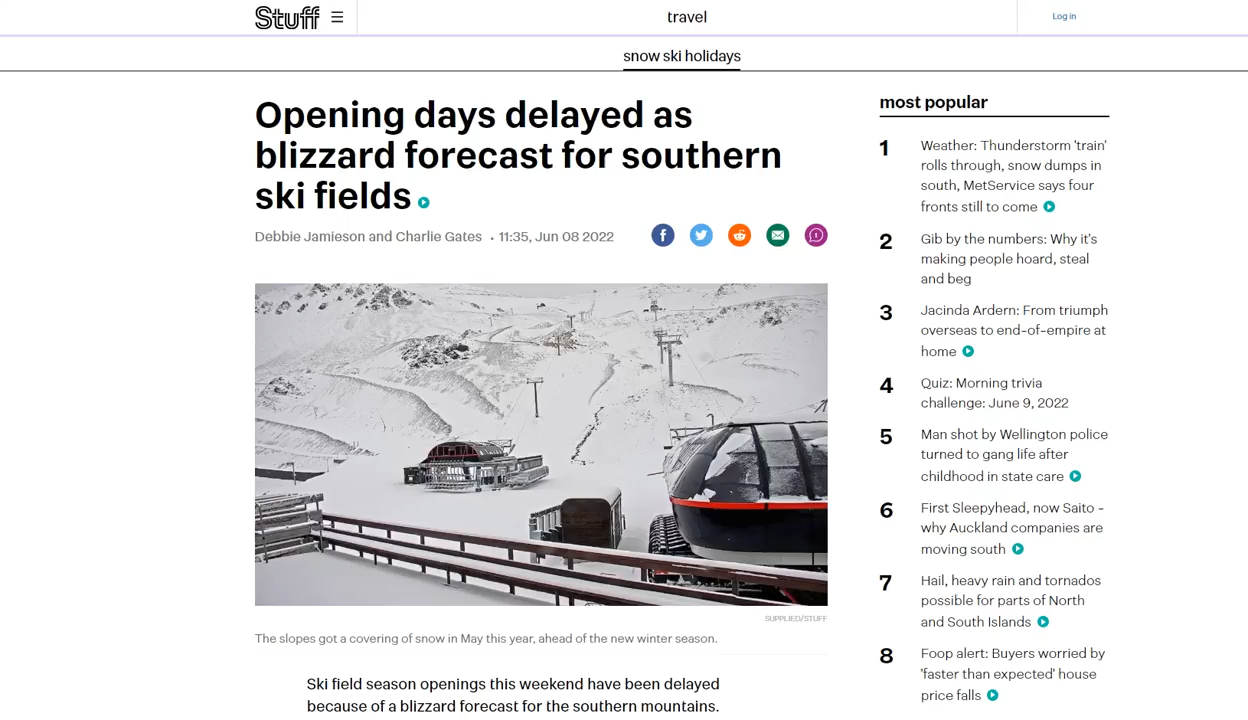 Stuff
travel
Log in
snow ski holidays
Opening days delayed as
blizzard forecast for southern
ski fields
Debbie Jamieson and Charlie Gates • 11:35, Jun 08 2022
SUPPLIED/STUFF
The slopes got a covering of snow in May this year, ahead of the new winter season.
Ski field season openings this weekend have been delayed
because of a blizzard forecast for the southern mountains.
most popular
1 Weather: Thunderstorm 'train'
rolls through, snow dumps in
south, MetService says four
fronts still to come
2 Gib by the numbers: Why it's
making people hoard, steal
and beg
3 Jacinda Ardern: From triumph
overseas to end-of-empire at
home
4 Quiz: Morning trivia
challenge: June 9, 2022
5 Man shot by Wellington police
turned to gang life after
childhood in state care
6 First Sleepyhead, now Saito -
why Auckland companies are
moving south
7 Hail, heavy rain and tornados
possible for parts of North
and South Islands
8 Foop alert: Buyers worried by
'faster than expected' house
price falls